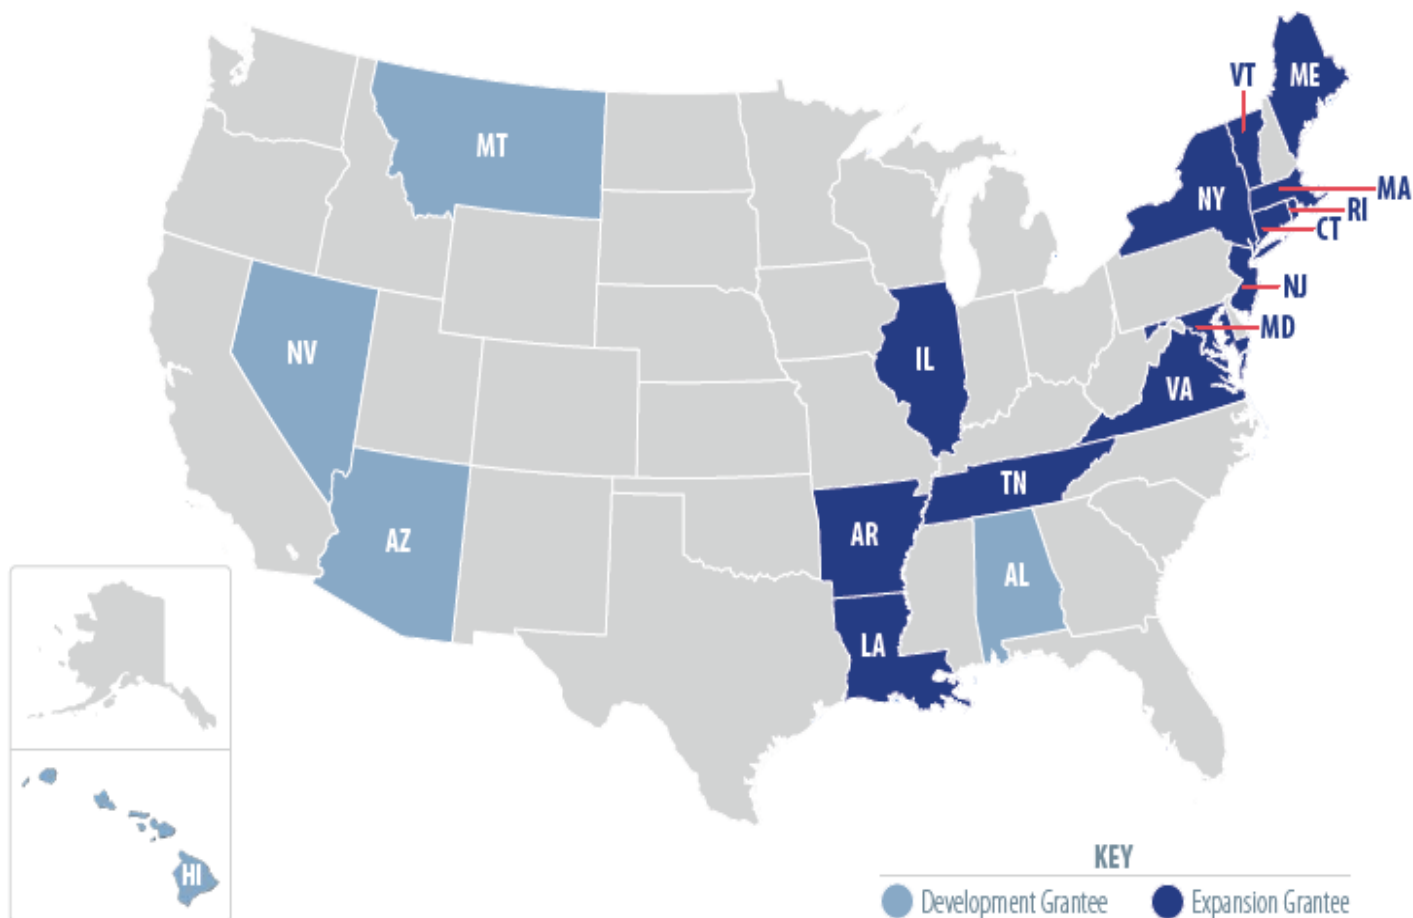 ME
VT
MT
MA
NY
RI
CT
NJ
MD
NV
IL
VA
TN
AR
AZ
AL
LA
HI
KEY
Development Grantee
Expansion Grantee